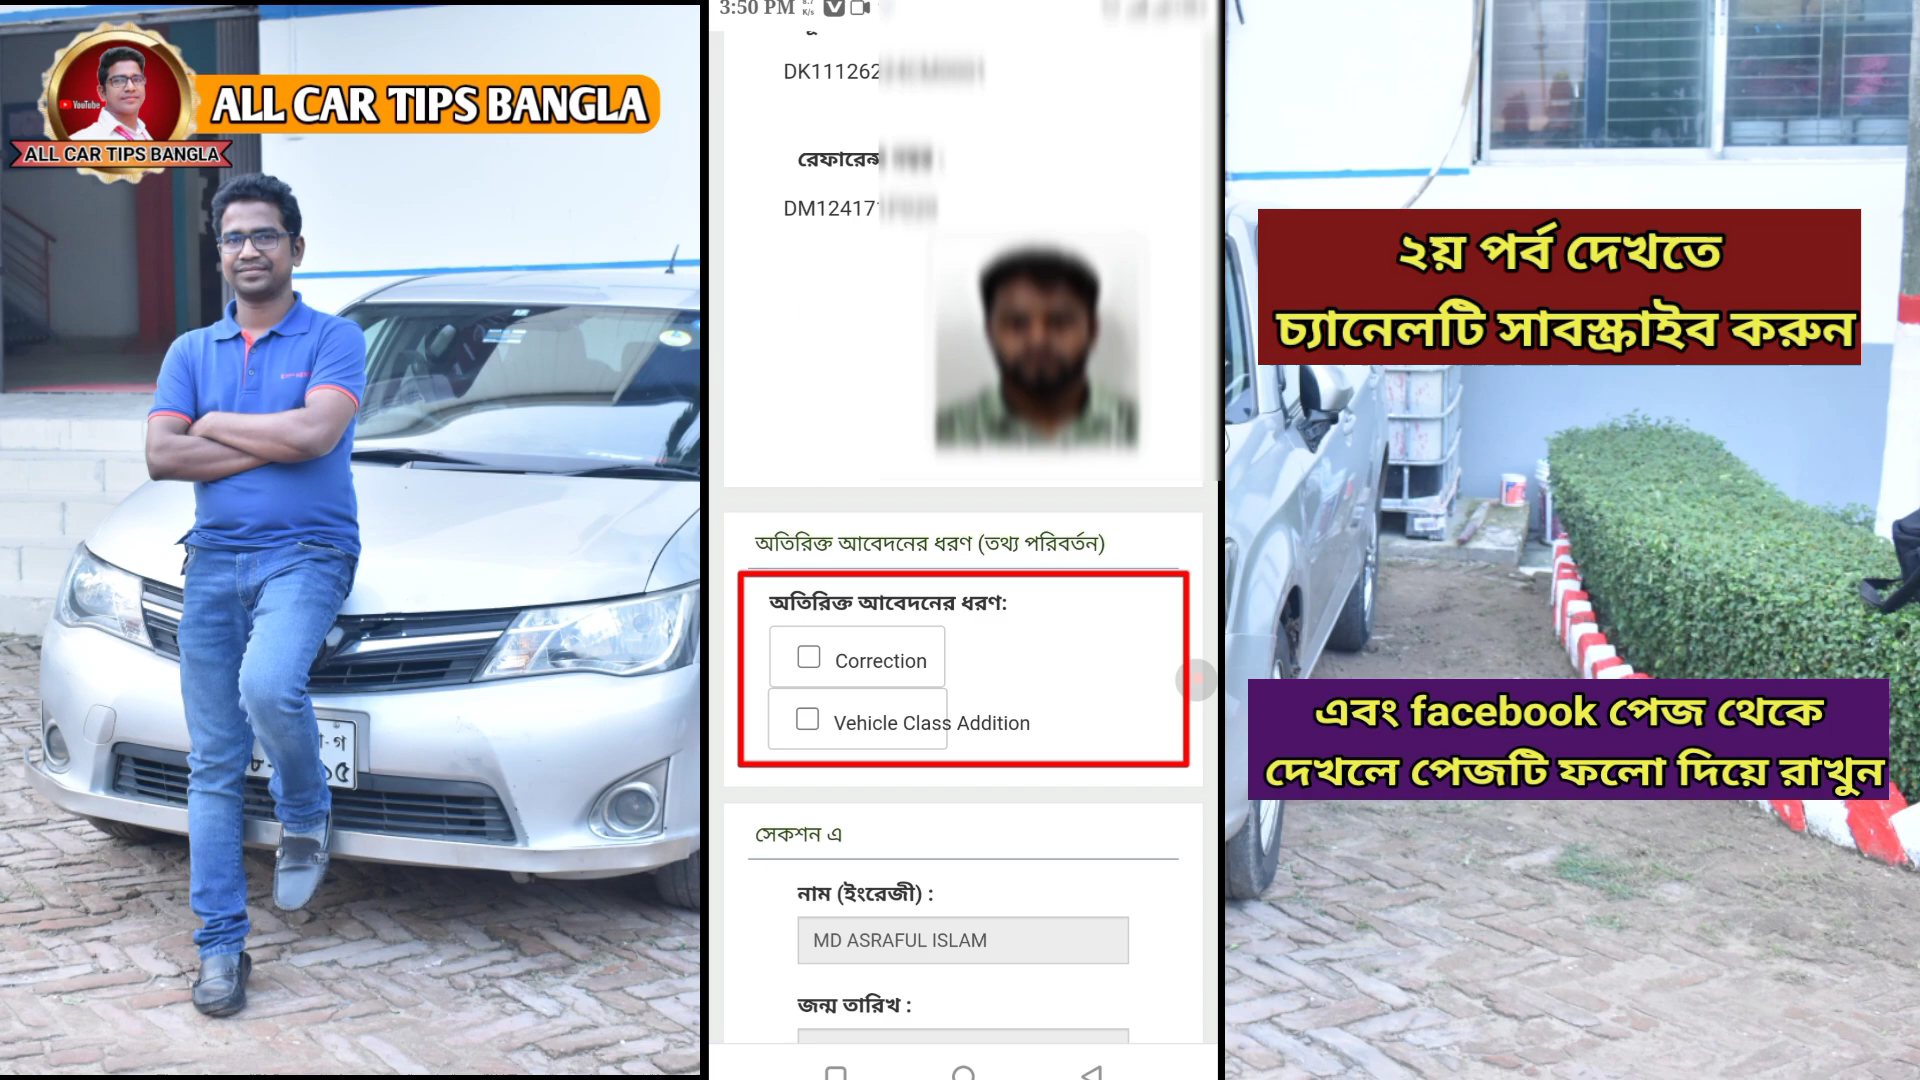 YouTube
ALL CAR TIPS BANGLA
ALL CAR TIPS BANGLA
3:50 PM
DK111262
রেফারেন্স
DM12417
অতিরিক্ত আবেদনের ধরণ (তথ্য পরিবর্তন)
অতিরিক্ত আবেদনের ধরণ:
Correction
Vehicle Class Addition
সেকশন এ
নাম (ইংরেজী) :
MD ASRAFUL ISLAM
জন্ম তারিখ :
২য় পর্ব দেখতে
চ্যানেলটি সাবস্ক্রাইব করুন
এবং facebook পেজ থেকে
দেখলে পেজটি ফলো দিয়ে রাখুন